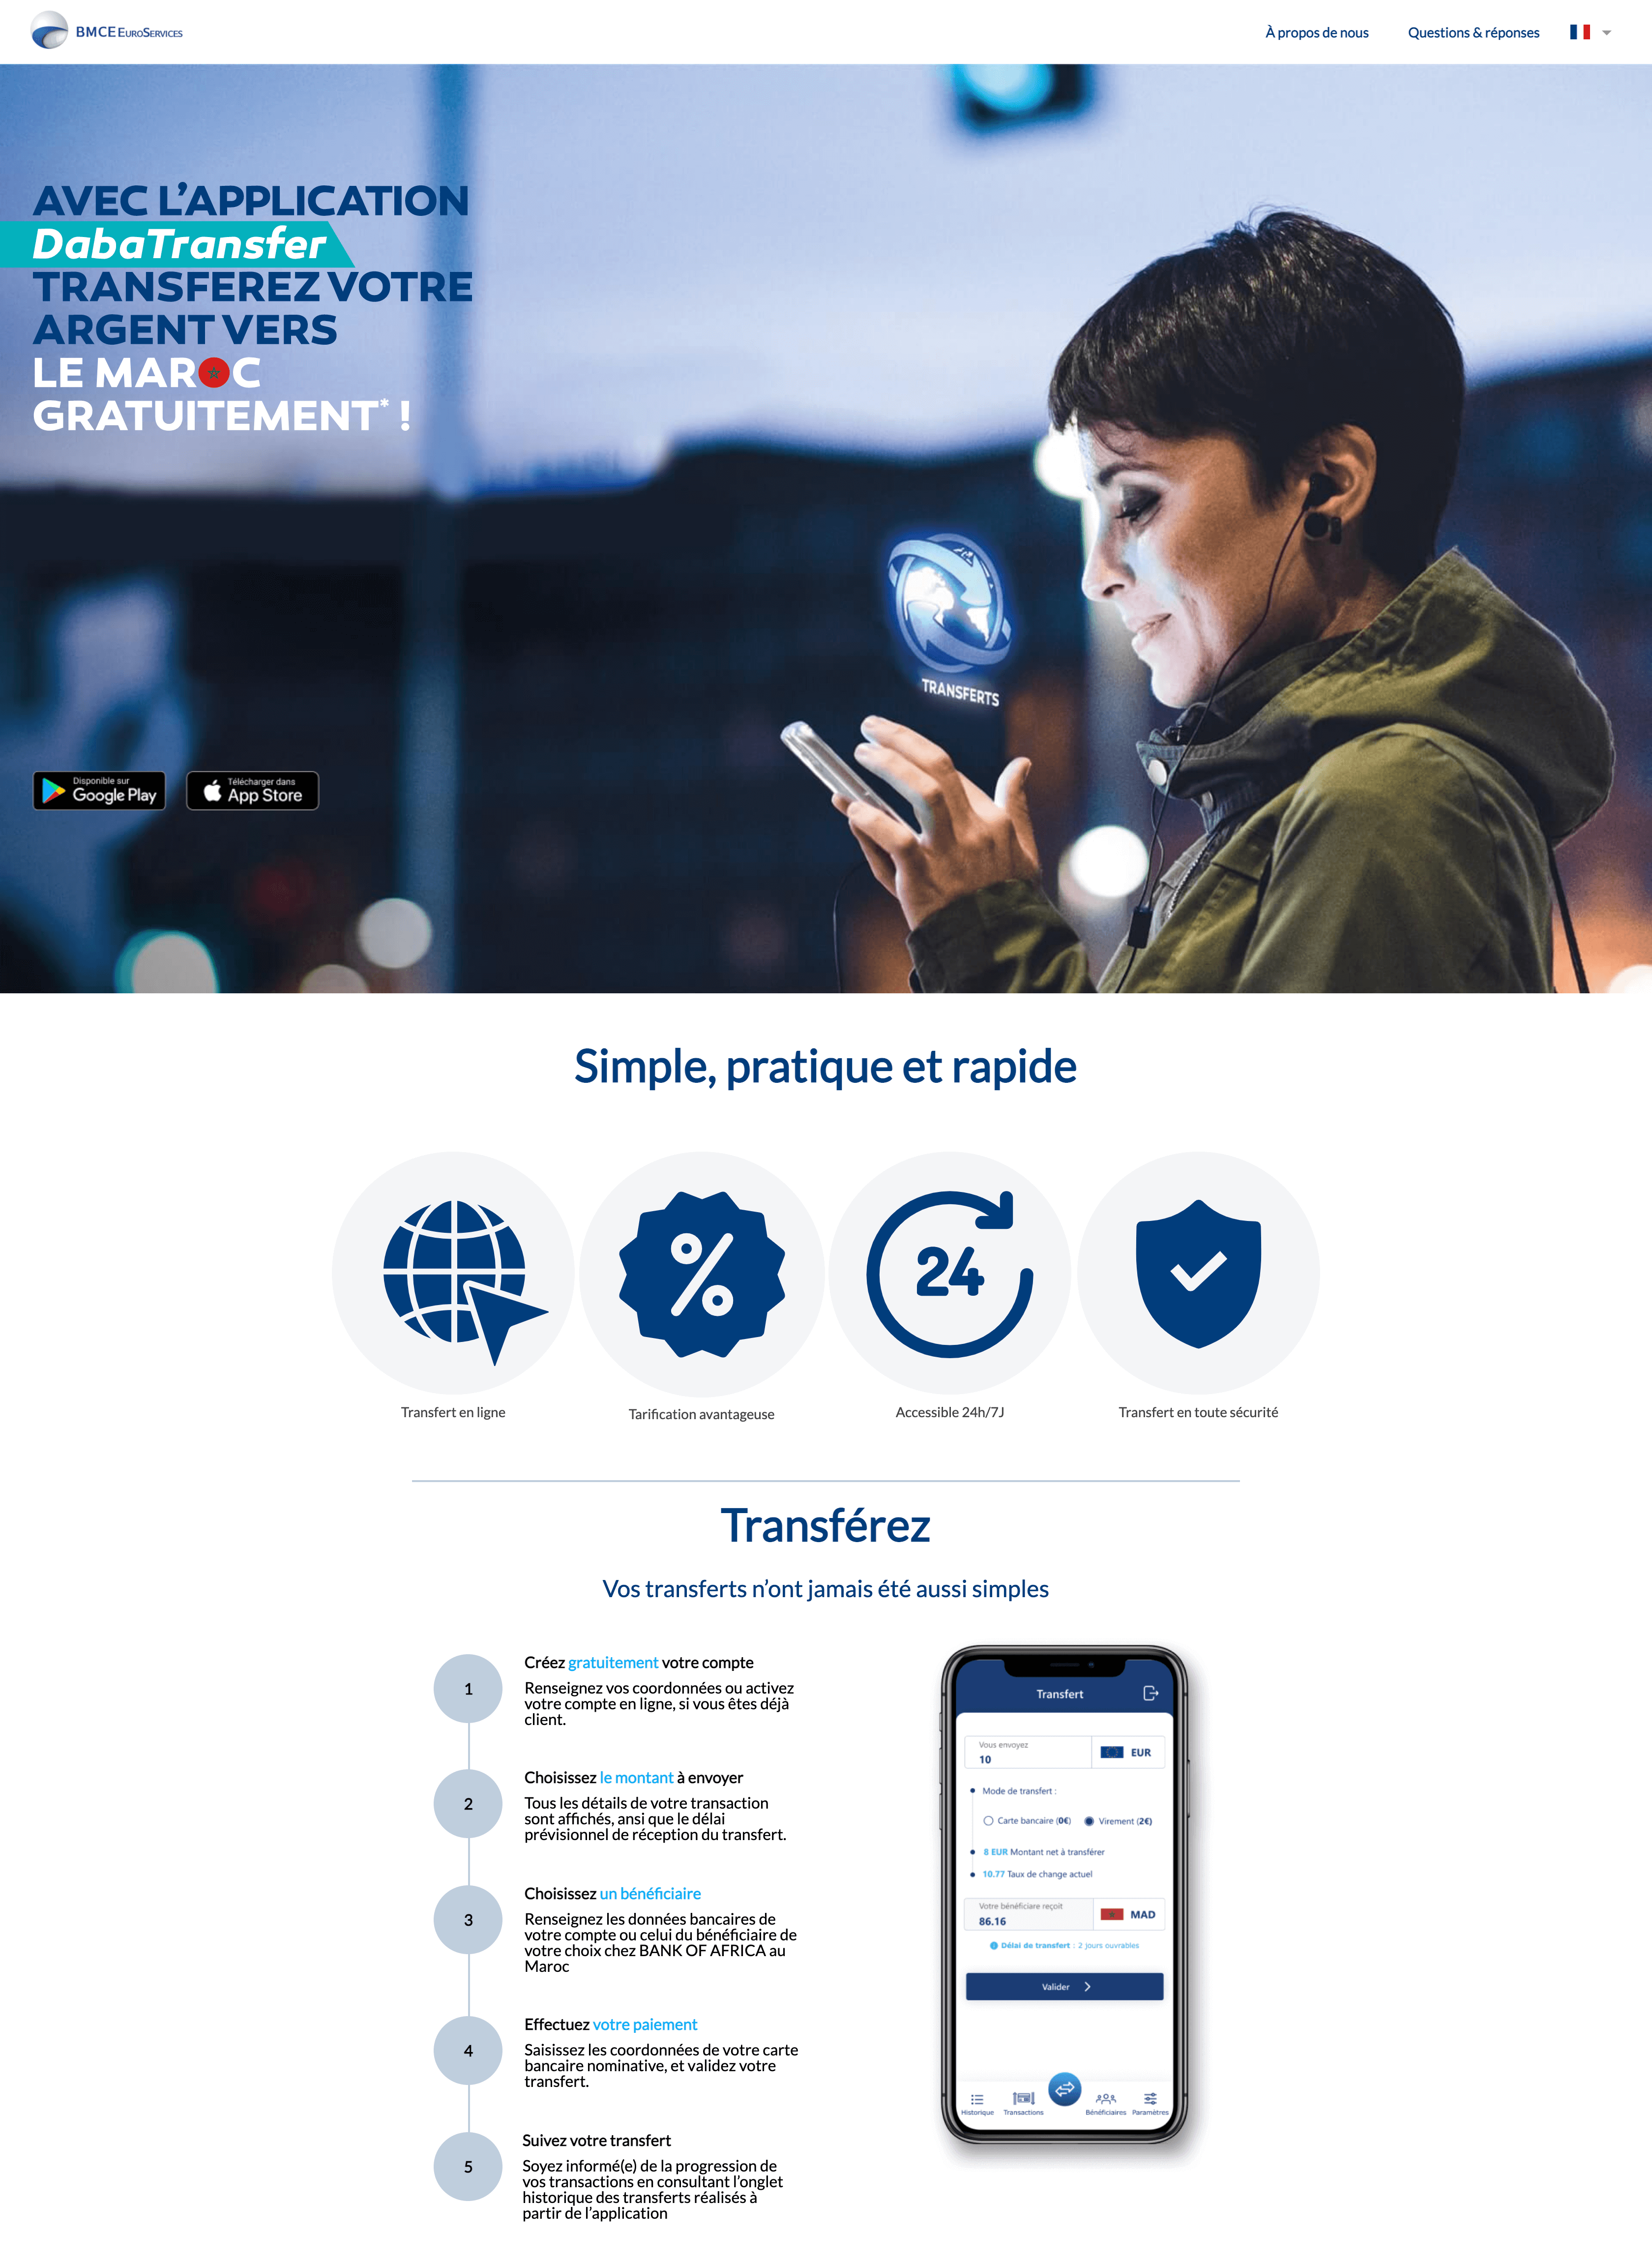 BMCE EUROSERVICES
À propos de nous
Questions & réponses
AVEC L’APPLICATION
DabaTransfer
TRANSFEREZ VOTRE
ARGENT VERS
LE MAROC
GRATUITEMENT* !
TRANSFERTS
Disponible sur
Google Play
Télécharger dans
App Store
Simple, pratique et rapide
24
Transfert en ligne
Tarification avantageuse
Accessible 24h/7J
Transfert en toute sécurité
Transférez
Vos transferts n’ont jamais été aussi simples
1
Créez gratuitement votre compte
Renseignez vos coordonnées ou activez
votre compte en ligne, si vous êtes déjà
client.
2
Choisissez le montant à envoyer
Tous les détails de votre transaction
sont affichés, ansi que le délai
prévisionnel de réception du transfert.
3
Choisissez un bénéficiaire
Renseignez les données bancaires de
votre compte ou celui du bénéficiaire de
votre choix chez BANK OF AFRICA au
Maroc
4
Effectuez votre paiement
Saisissez les coordonnées de votre carte
bancaire nominative, et validez votre
transfert.
5
Suivez votre transfert
Soyez informé(e) de la progression de
vos transactions en consultant l’onglet
historique des transferts réalisés à
partir de l’application
Transfert
Vous envoyez
10
EUR
Mode de transfert :
Carte bancaire (0€)
Virement (2€)
8 EUR Montant net à transférer
10.77 Taux de change actuel
Votre bénéficiare reçoit
86.16
MAD
Délai de transfert : 2 jours ouvrables
Valider
Historique
Transactions
Bénéficiaires
Paramètres